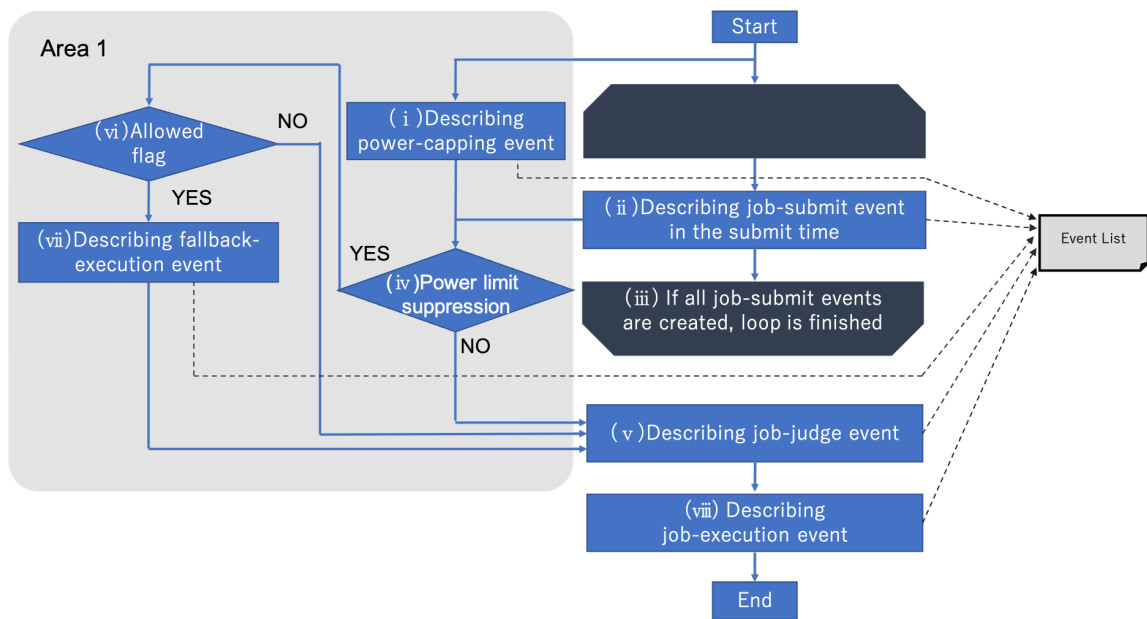 Start
Area 1
(ⅰ)Describing
power-capping event
(ⅵ)Allowed
flag
NO
YES
(ⅱ)Describing job-submit event
in the submit time
(ⅶ)Describing fallback-
execution event
Event List
YES
(ⅳ)Power limit
suppression
(ⅲ) If all job-submit events
are created, loop is finished
NO
(ⅴ)Describing job-judge event
(ⅷ) Describing
job-execution event
End